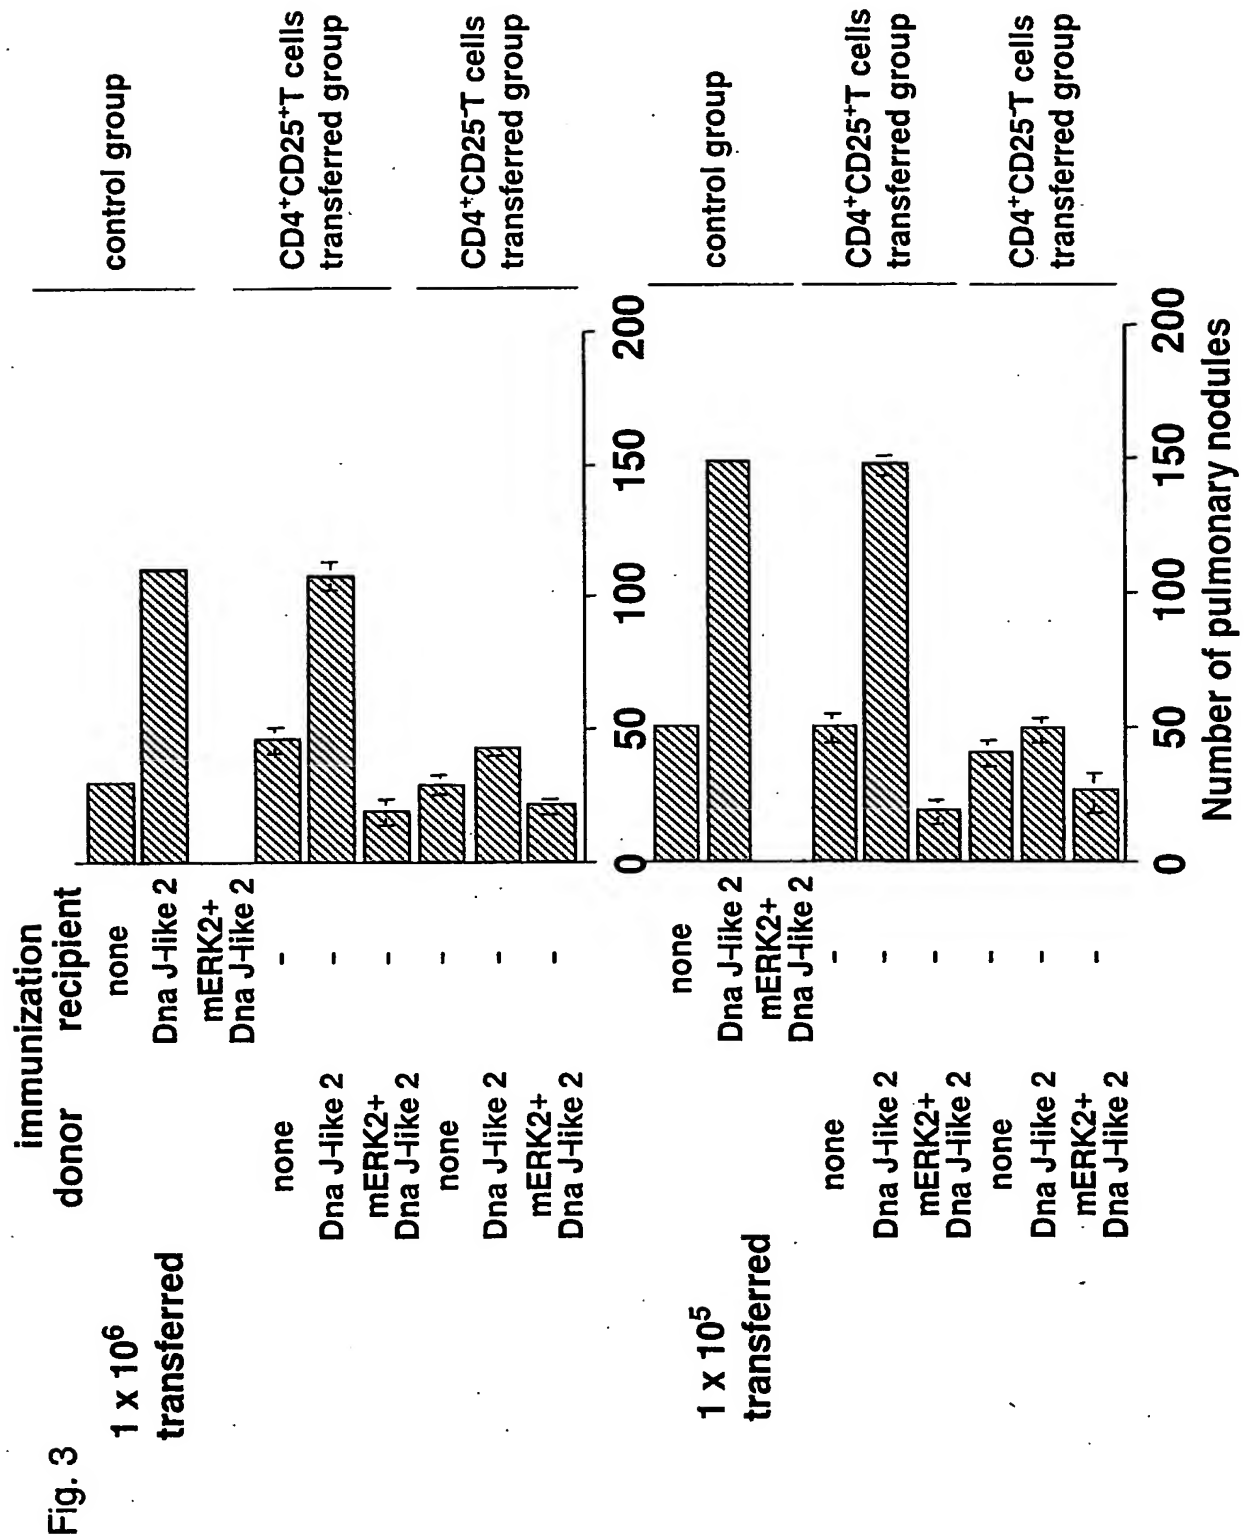 Fig. 3
immunization
donor recipient
1 x 10⁶
transferred
none
Dna J-like 2
mERK2+
Dna J-like 2
control group
none -
Dna J-like 2 -
mERK2+
Dna J-like 2 -
CD4⁺CD25⁺T cells
transferred group
none -
Dna J-like 2 -
mERK2+
Dna J-like 2 -
CD4⁺CD25⁻T cells
transferred group
0 50 100 150 200
1 x 10⁵
transferred
none
Dna J-like 2
mERK2+
Dna J-like 2
control group
none -
Dna J-like 2 -
mERK2+
Dna J-like 2 -
CD4⁺CD25⁺T cells
transferred group
none -
Dna J-like 2 -
mERK2+
Dna J-like 2 -
CD4⁺CD25⁻T cells
transferred group
0 50 100 150 200
Number of pulmonary nodules